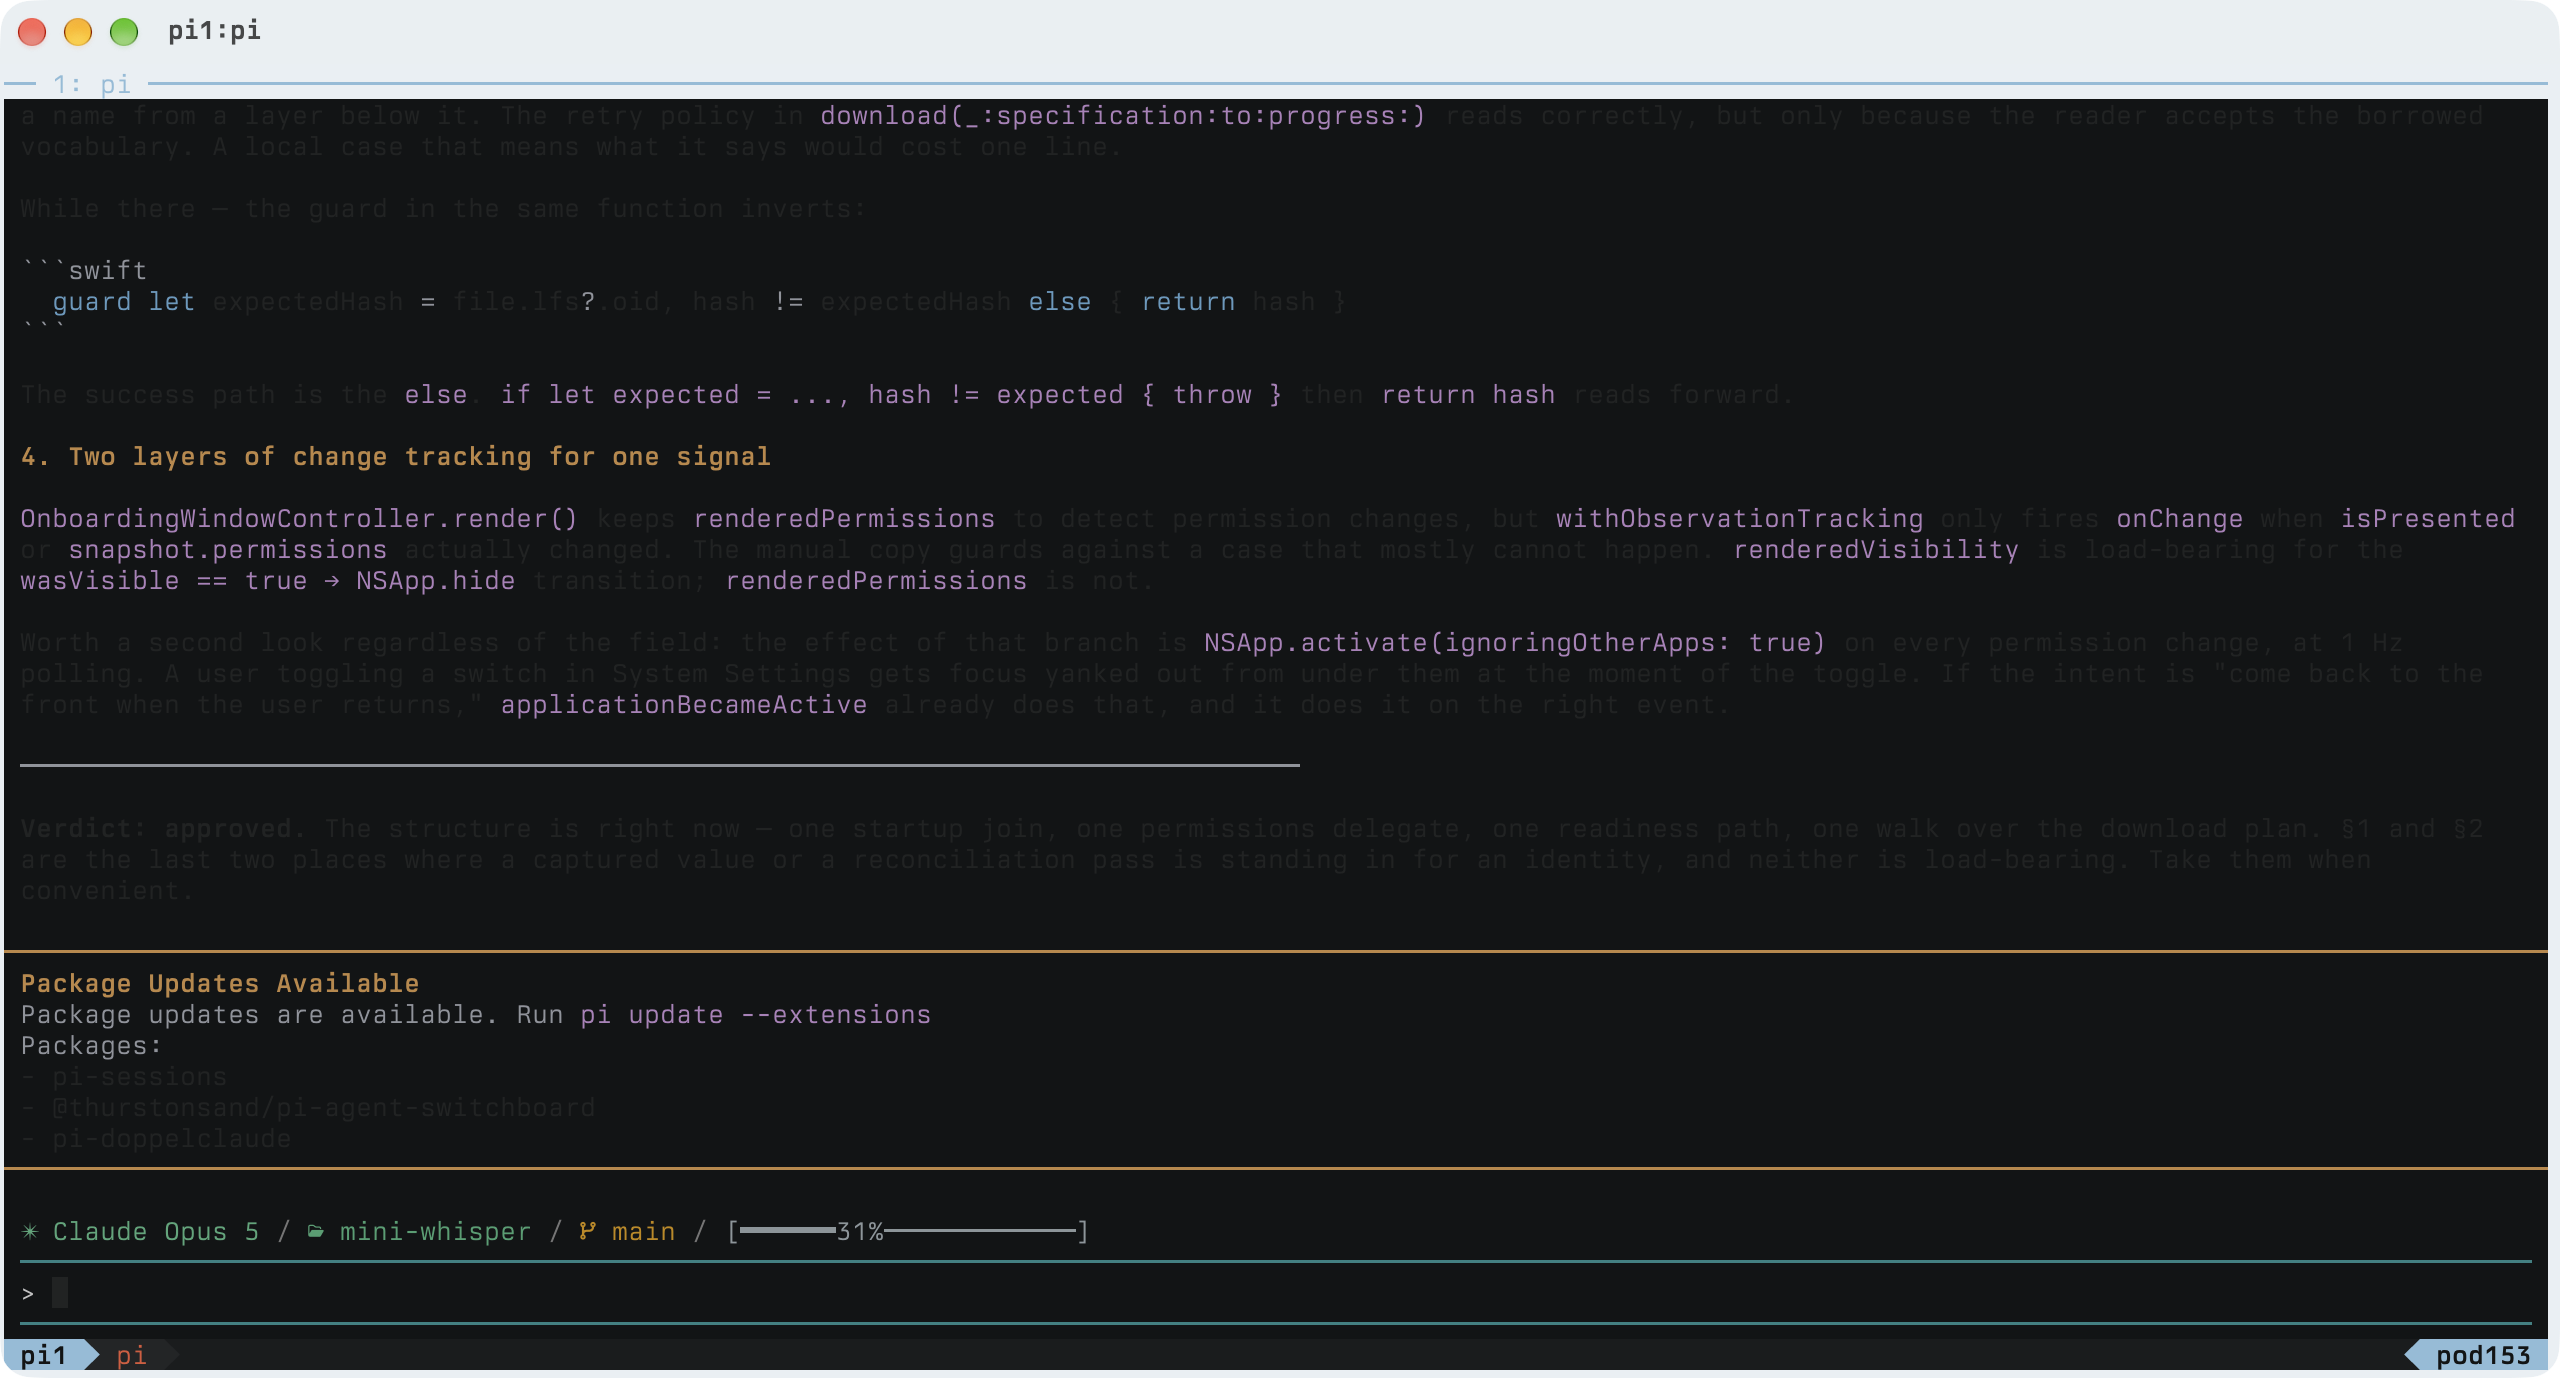 pi1:pi
1: pi
a name from a layer below it. The retry policy in download(_:specification:to:progress:) reads correctly, but only because the reader accepts the borrowed
vocabulary. A local case that means what it says would cost one line.
While there — the guard in the same function inverts:
```swift
guard let expectedHash = file.lfs?.oid, hash != expectedHash else { return hash }
```
The success path is the else. if let expected = ..., hash != expected { throw } then return hash reads forward.
4. Two layers of change tracking for one signal
OnboardingWindowController.render() keeps renderedPermissions to detect permission changes, but withObservationTracking only fires onChange when isPresented
or snapshot.permissions actually changed. The manual copy guards against a case that mostly cannot happen. renderedVisibility is load-bearing for the
wasVisible == true → NSApp.hide transition; renderedPermissions is not.
Worth a second look regardless of the field: the effect of that branch is NSApp.activate(ignoringOtherApps: true) on every permission change, at 1 Hz
polling. A user toggling a switch in System Settings gets focus yanked out from under them at the moment of the toggle. If the intent is "come back to the
front when the user returns," applicationBecameActive already does that, and it does it on the right event.
Verdict: approved. The structure is right now — one startup join, one permissions delegate, one readiness path, one walk over the download plan. §1 and §2
are the last two places where a captured value or a reconciliation pass is standing in for an identity, and neither is load-bearing. Take them when
convenient.
Package Updates Available
Package updates are available. Run pi update --extensions
Packages:
- pi-sessions
- @thurstonsand/pi-agent-switchboard
- pi-doppelclaude
Claude Opus 5 / mini-whisper / main / [31%]
>
pi1 pi pod153